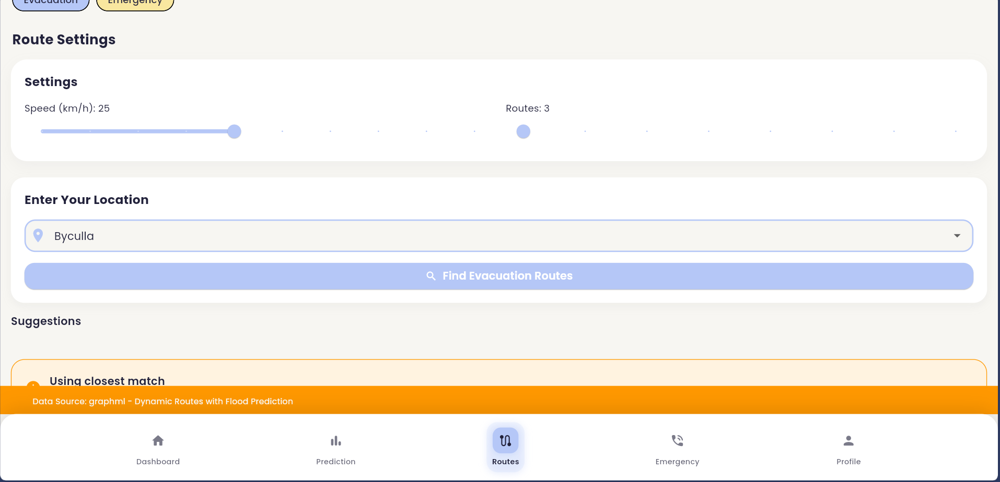 Evacuation Emergency
Route Settings
Settings
Speed (km/h): 25 Routes: 3
Enter Your Location
Byculla
Find Evacuation Routes
Suggestions
Using closest match
Data Source: graphml - Dynamic Routes with Flood Prediction
Dashboard Prediction Routes Emergency Profile